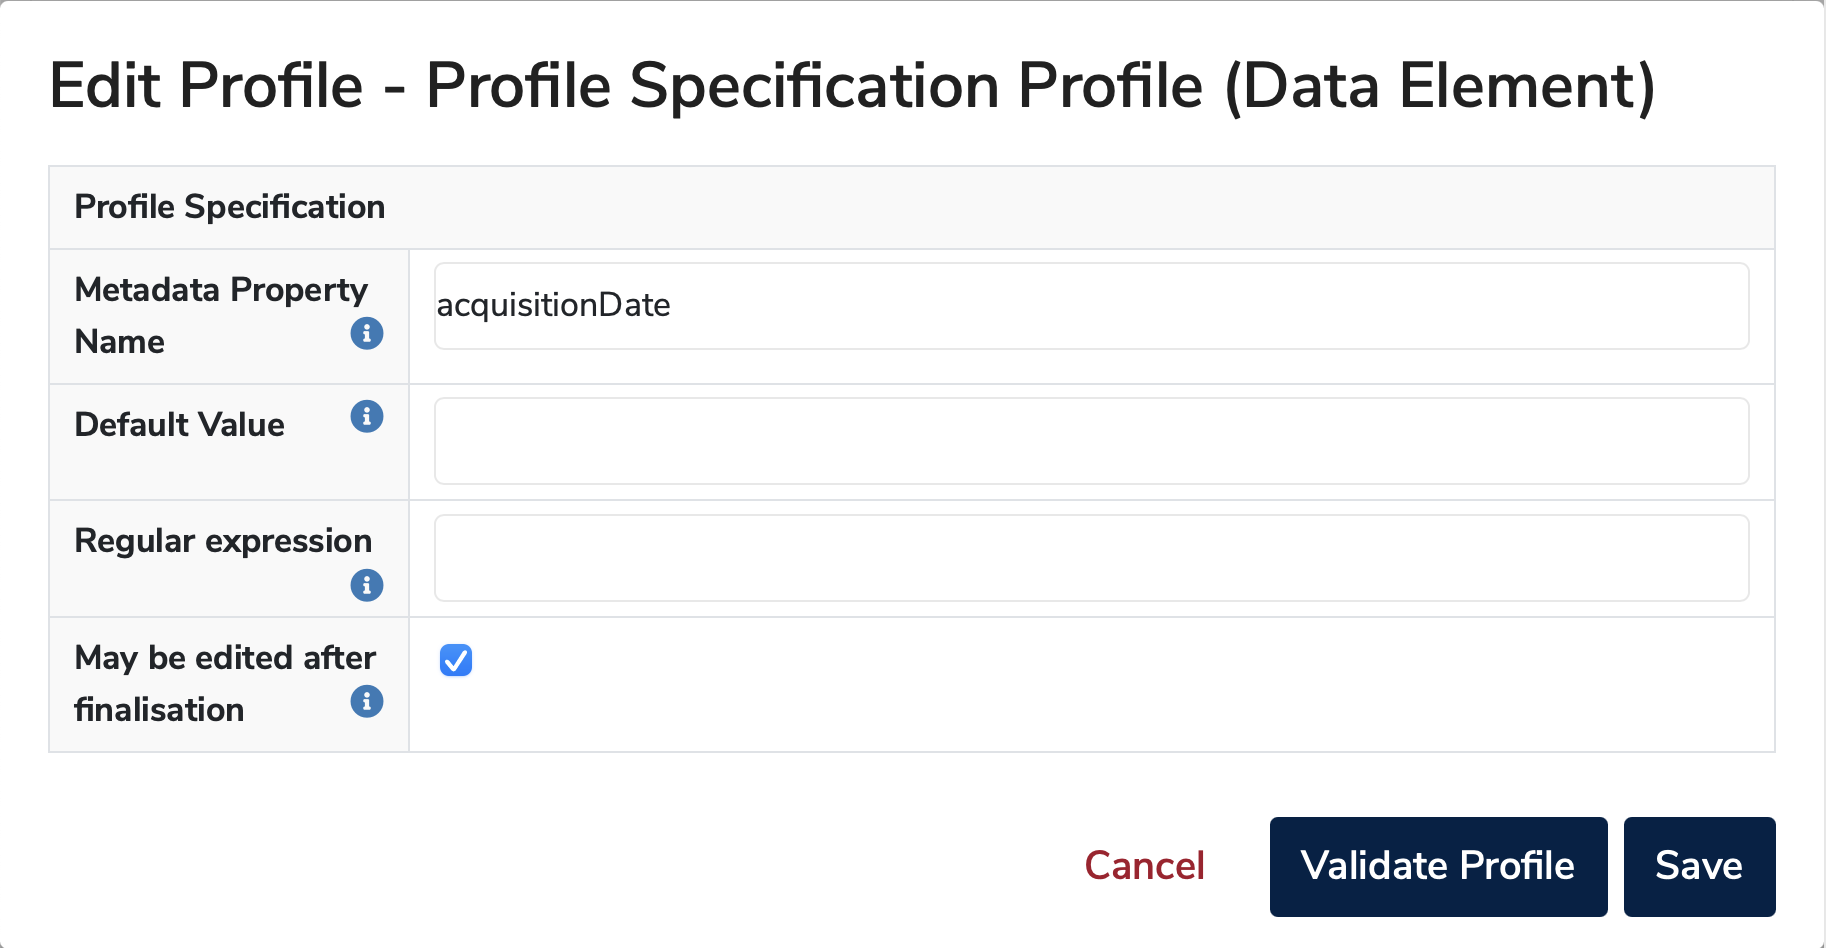 Edit Profile - Profile Specification Profile (Data Element)
Profile Specification
Metadata Property
Name
acquisitionDate
Default Value
Regular expression
May be edited after
finalisation
Cancel
Validate Profile
Save